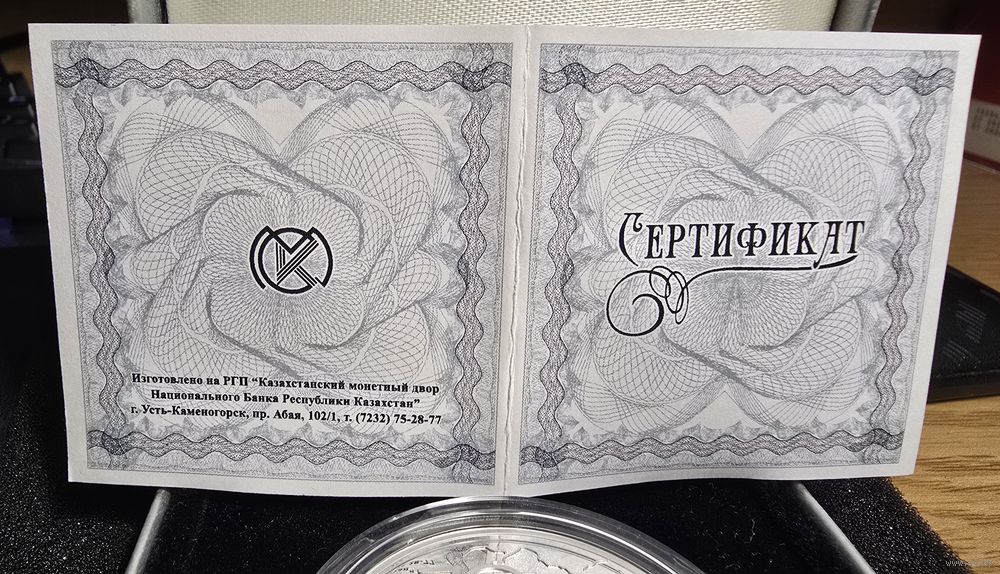 Изготовлено на РГП “Казахстанский монетный двор
Национального Банка Республики Казахстан”
г. Усть-Каменогорск, пр. Абая, 102/1, т. (7232) 75-28-77
Сертификат